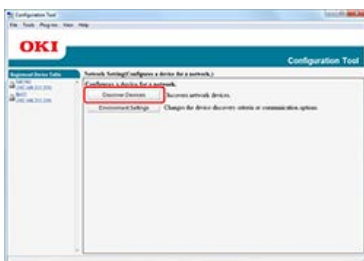 Configuration Tool
File Tools Plug-ins View Help
OKI
Configuration Tool
Registered Device Table
Network Setting(Configures a device for a network.)
Configures a device for a network.
Discover Devices
Discovers network devices.
Environment Settings
Changes the device discovery criteria or communication options.